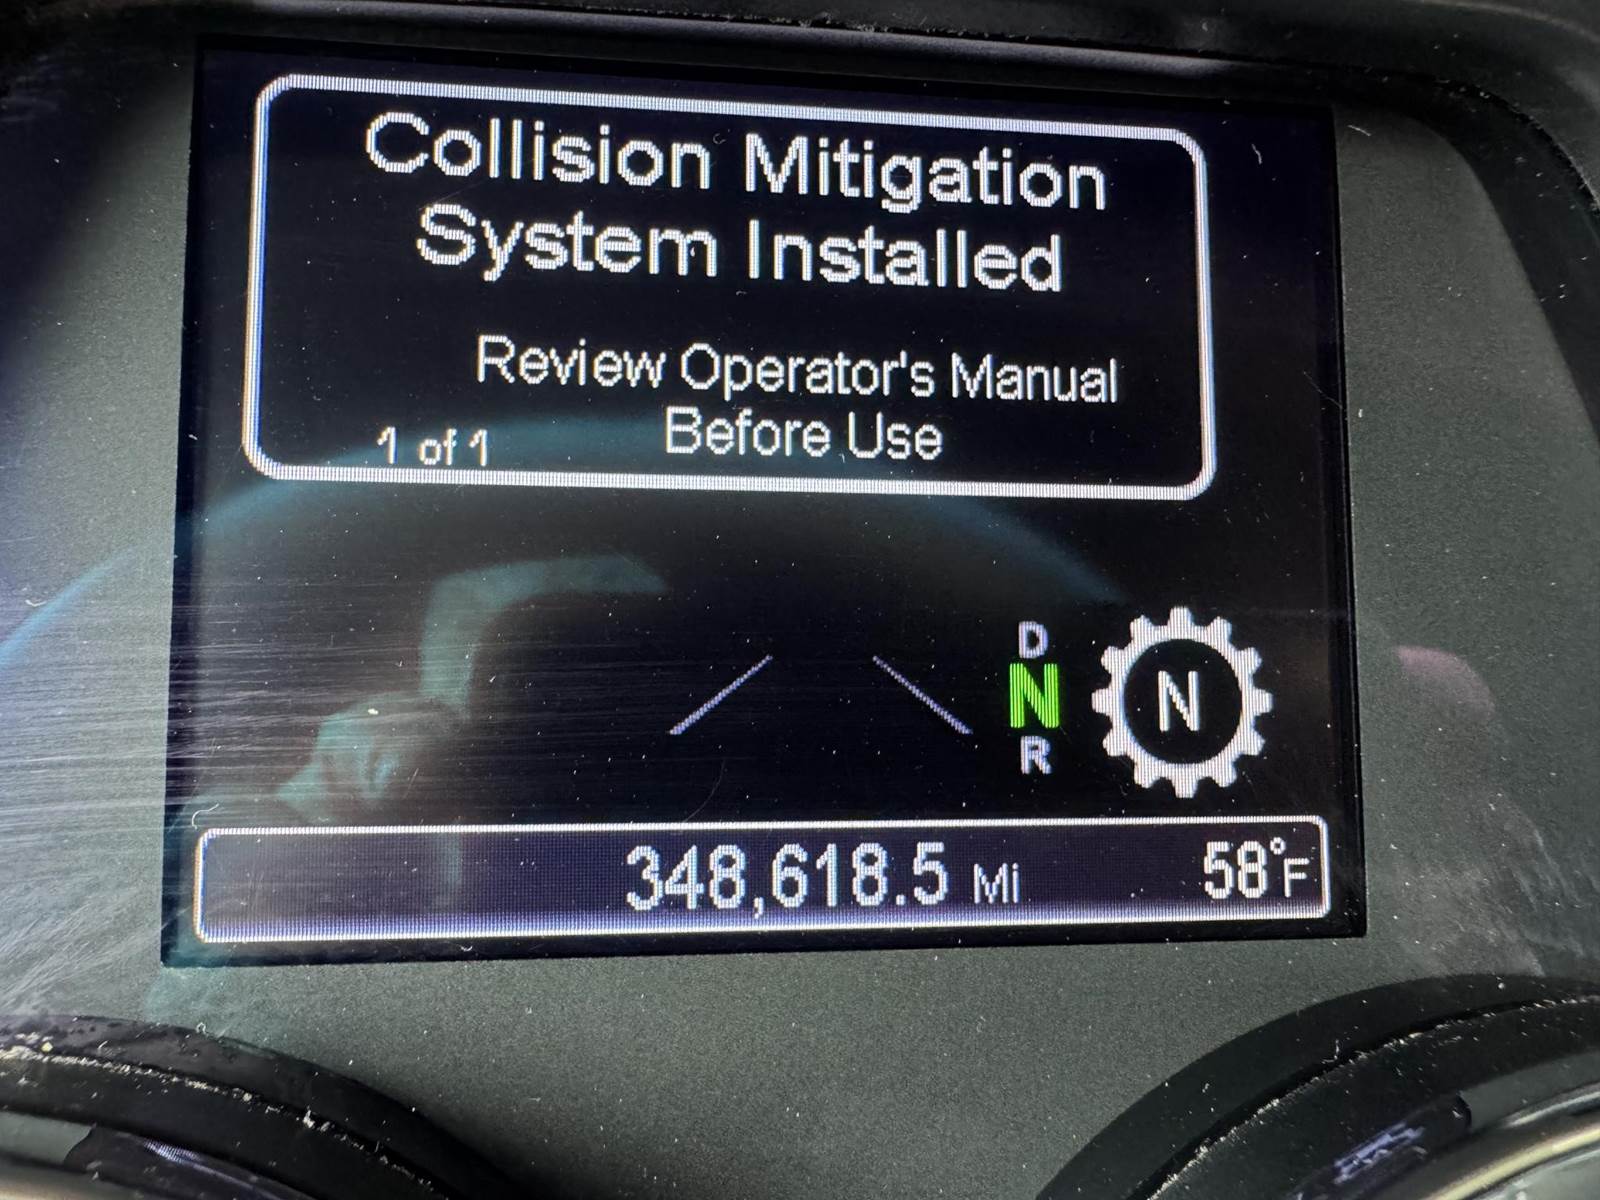 Collision Mitigation
System Installed
Review Operator's Manual
Before Use
1 of 1
D
N
R
N
348,618.5 Mi
58°F